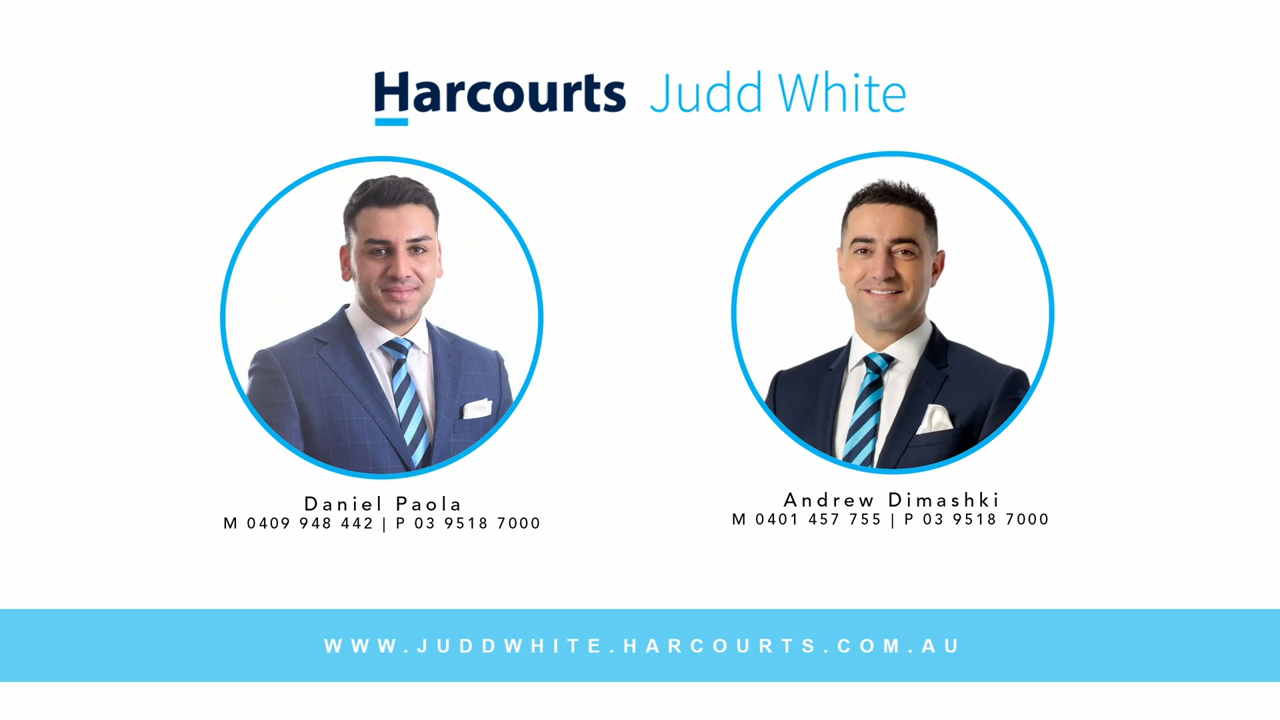 Harcourts Judd White
Daniel Paola
M 0409 948 442 | P 03 9518 7000
Andrew Dimashki
M 0401 457 755 | P 03 9518 7000
WWW.JUDDWHITE.HARCOURTS.COM.AU